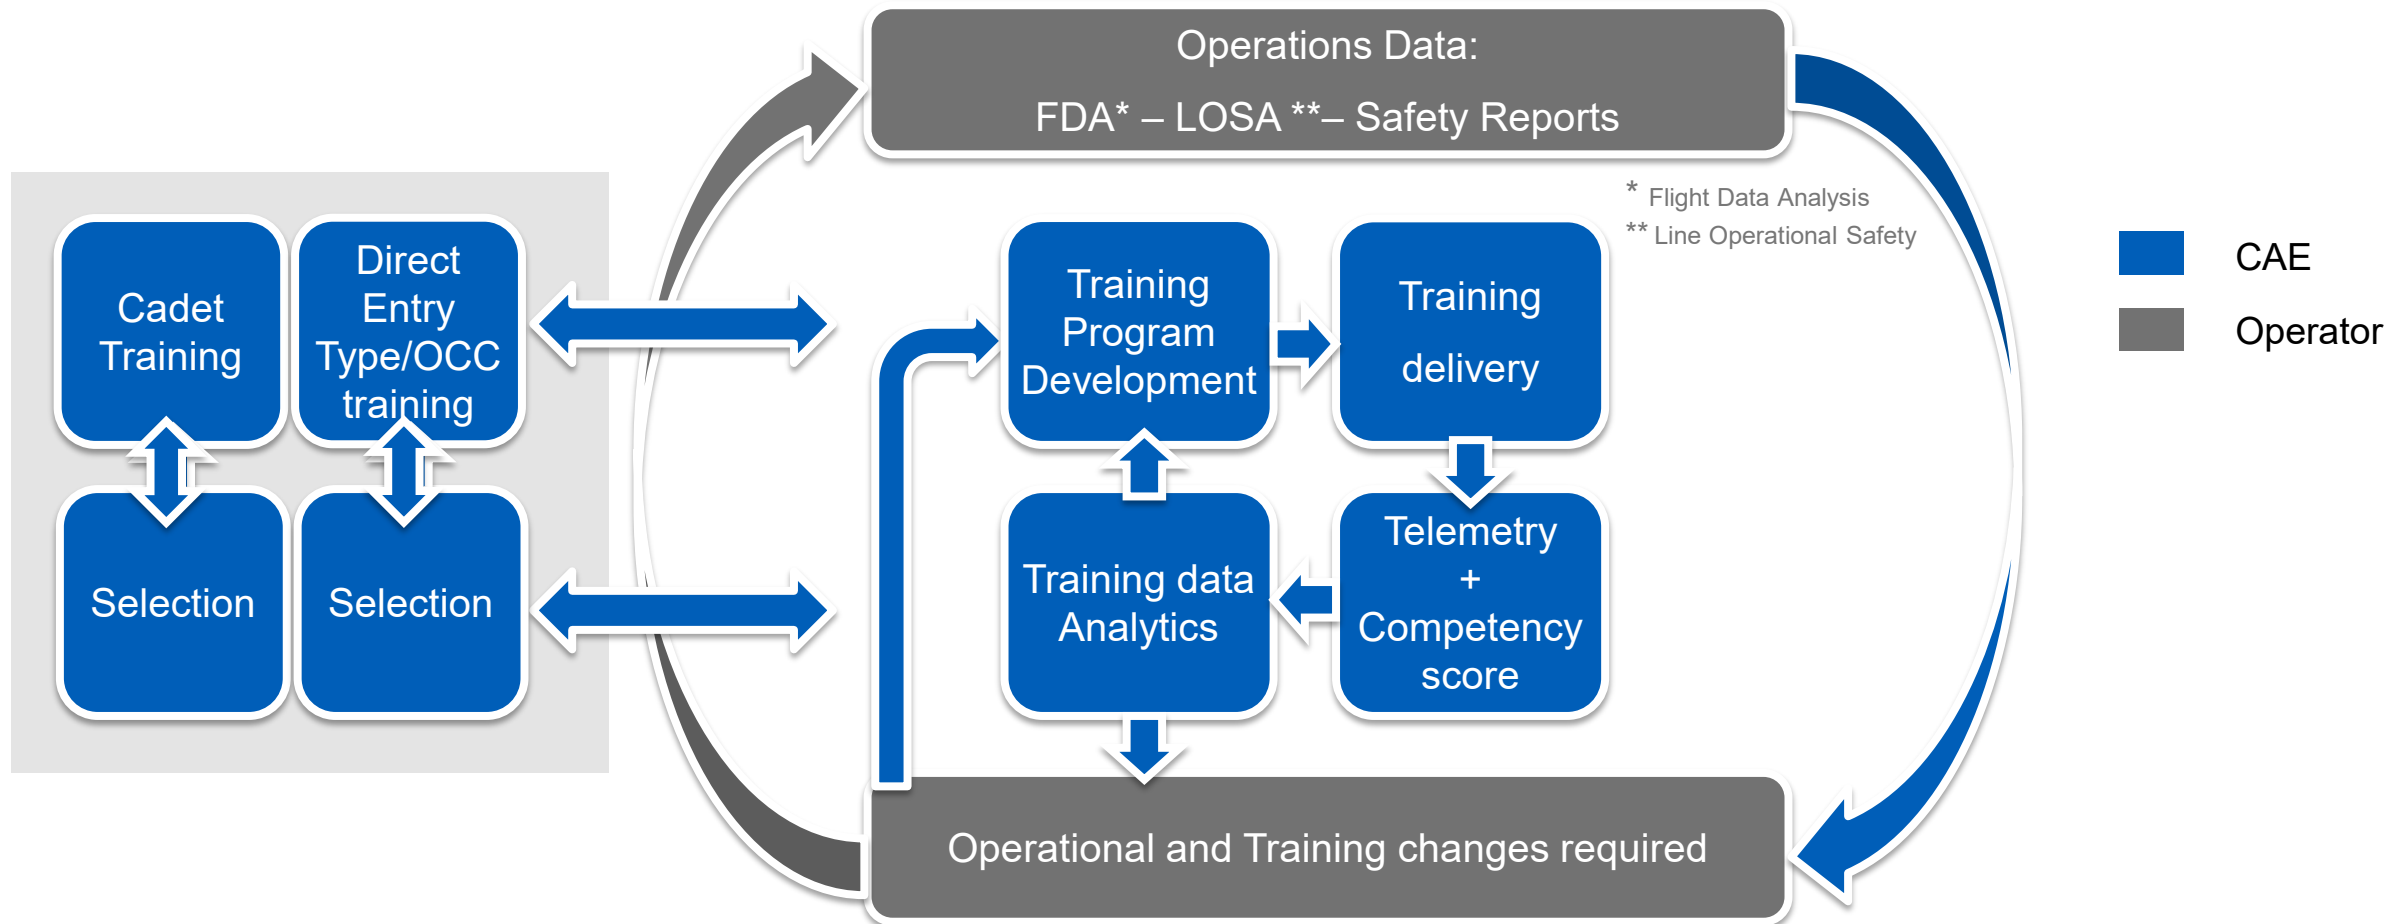 Operations Data:
FDA* – LOSA **– Safety Reports
* Flight Data Analysis
** Line Operational Safety
Cadet
Training
Direct
Entry
Type/OCC
training
Selection
Selection
Training
Program
Development
Training
delivery
Training data
Analytics
Telemetry
+
Competency
score
Operational and Training changes required
CAE
Operator